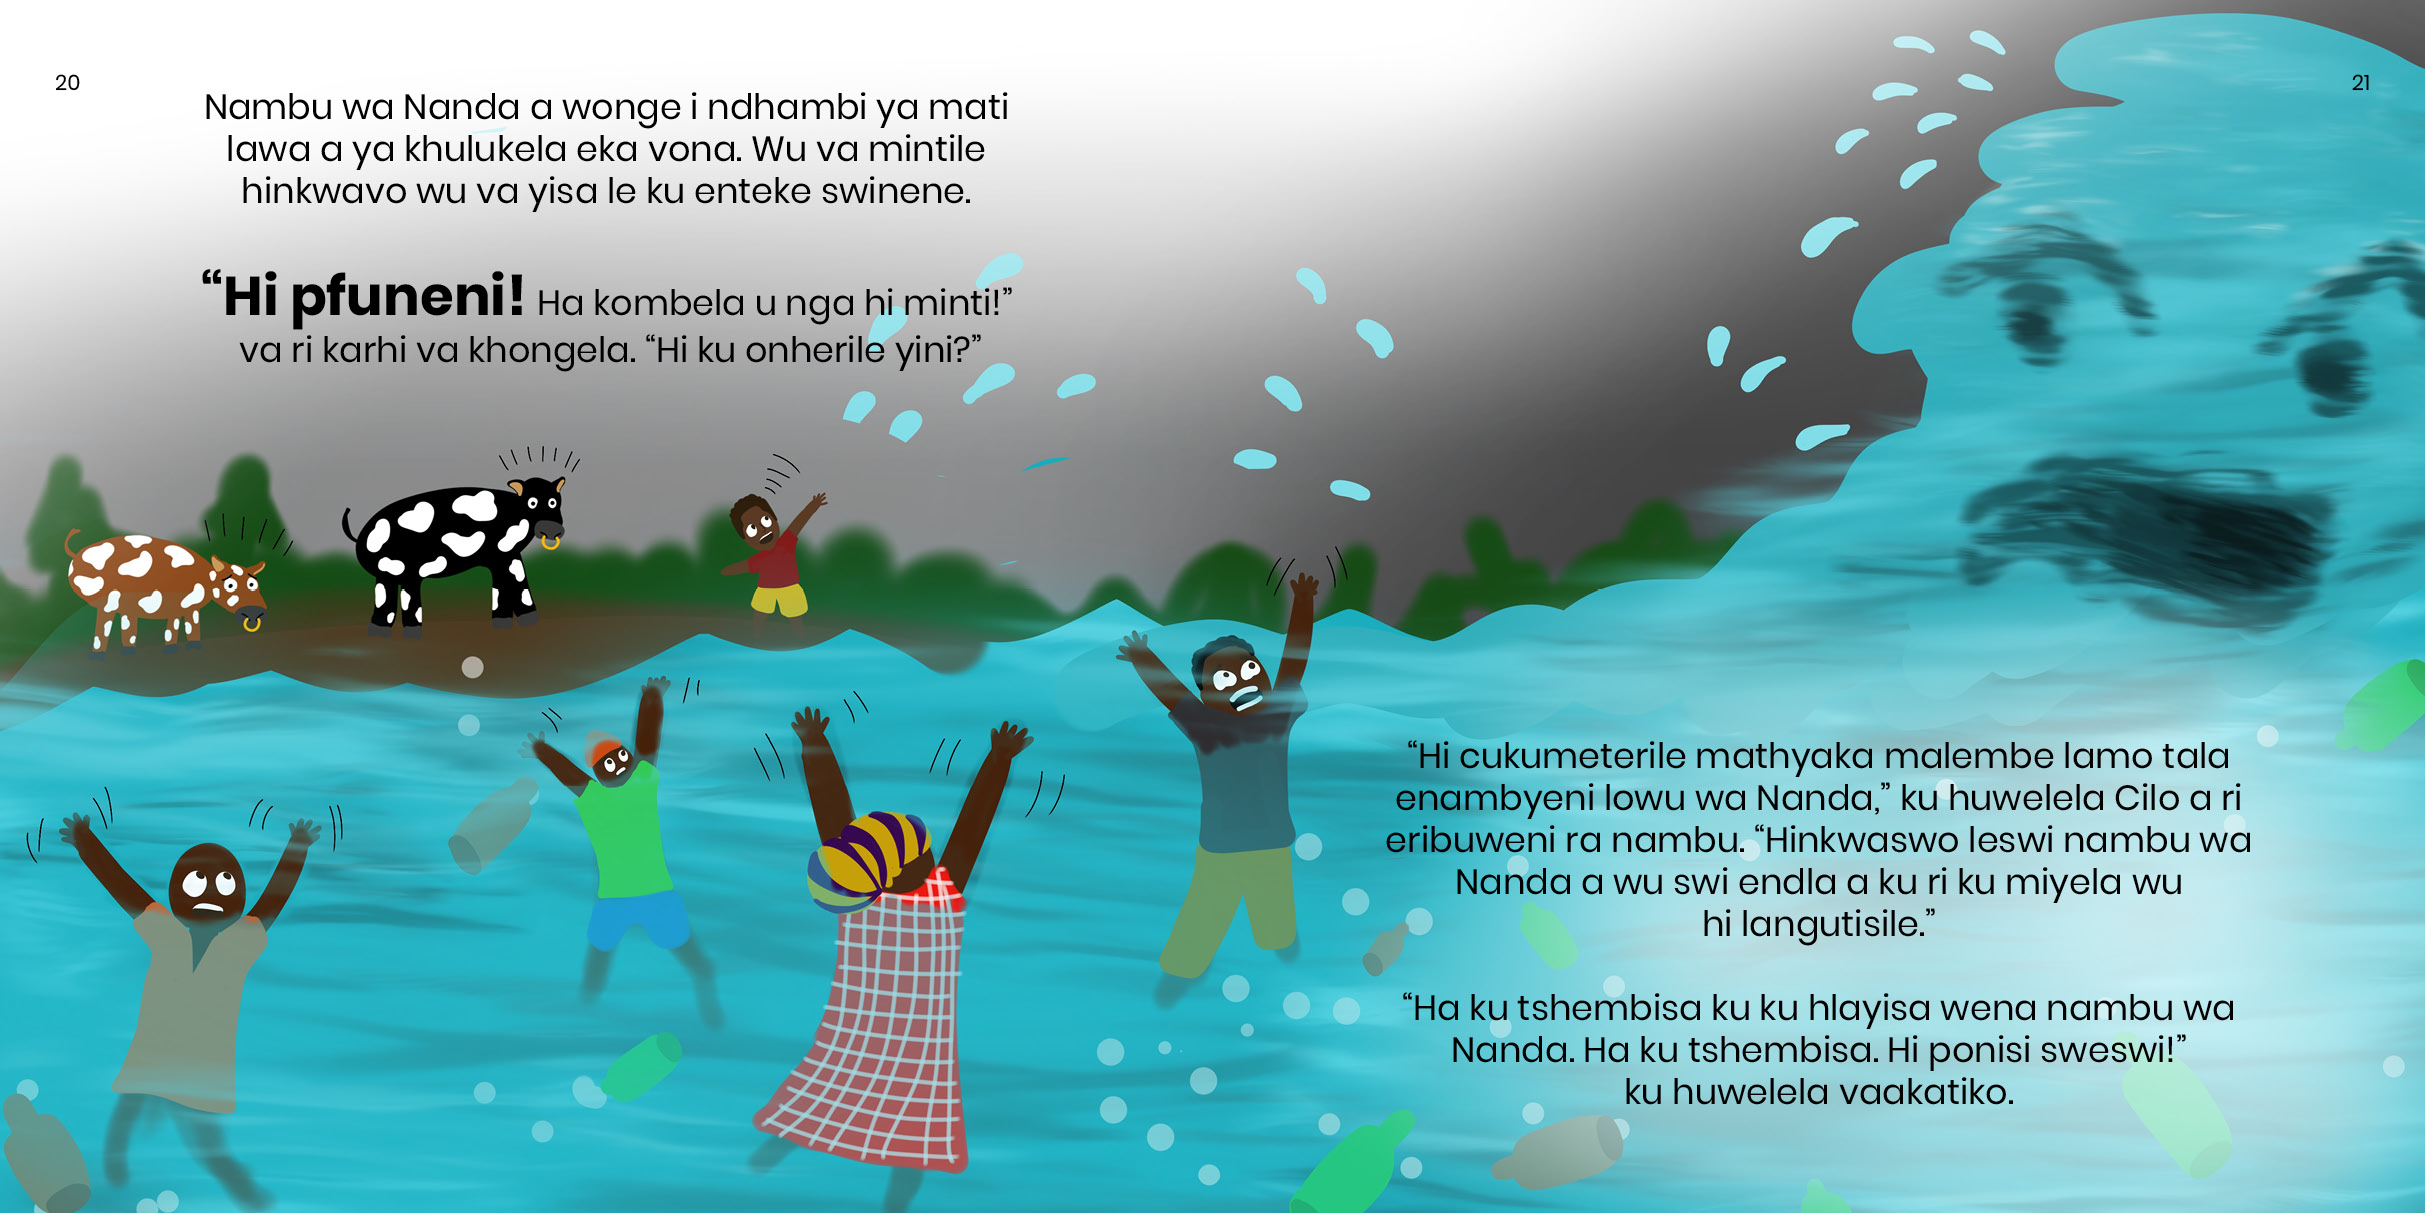 20
Nambu wa Nanda a wonge i ndhambi ya mati
lawa a ya khulukela eka vona. Wu va mintile
hinkwavo wu va yisa le ku enteke swinene.
“Hi pfuneni! Ha kombela u nga hi minti!”
va ri karhi va khongela. “Hi ku onherile yini?”
21
“Hi cukumeterile mathyaka malembe lamo tala
enambyeni lowu wa Nanda,” ku huwelela Cilo a ri
eribuweni ra nambu. “Hinkwaswo leswi nambu wa
Nanda a wu swi endla a ku ri ku miyela wu
hi langutisile.”
“Ha ku tshembisa ku ku hlayisa wena nambu wa
Nanda. Ha ku tshembisa. Hi ponisi sweswi!”
ku huwelela vaakatiko.